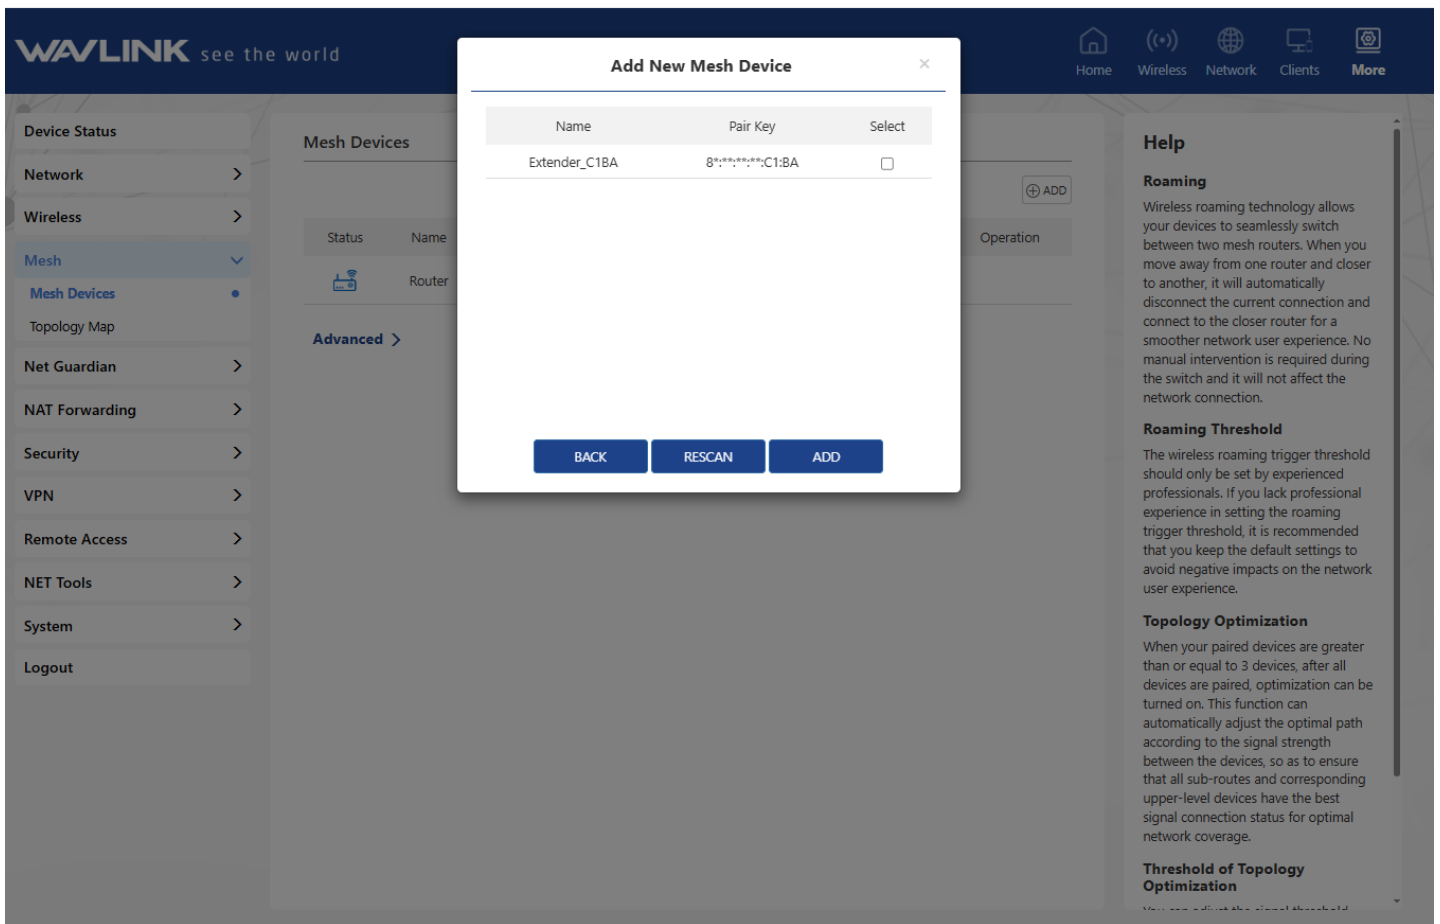 WAVLINK see the world
Home
Wireless
Network
Clients
More
Device Status
Network
Wireless
Mesh
Mesh Devices
Topology Map
Net Guardian
NAT Forwarding
Security
VPN
Remote Access
NET Tools
System
Logout
Mesh Devices
ADD
Status Name Operation
Router
Advanced
Add New Mesh Device
×
Name Pair Key Select
Extender_C1BA 8*:**:**:**:C1:BA
BACK RESCAN ADD
Help
Roaming
Wireless roaming technology allows
your devices to seamlessly switch
between two mesh routers. When you
move away from one router and closer
to another, it will automatically
disconnect the current connection and
connect to the closer router for a
smoother network user experience. No
manual intervention is required during
the switch and it will not affect the
network connection.
Roaming Threshold
The wireless roaming trigger threshold
should only be set by experienced
professionals. If you lack professional
experience in setting the roaming
trigger threshold, it is recommended
that you keep the default settings to
avoid negative impacts on the network
user experience.
Topology Optimization
When your paired devices are greater
than or equal to 3 devices, after all
devices are paired, optimization can be
turned on. This function can
automatically adjust the optimal path
according to the signal strength
between the devices, so as to ensure
that all sub-routes and corresponding
upper-level devices have the best
signal connection status for optimal
network coverage.
Threshold of Topology
Optimization